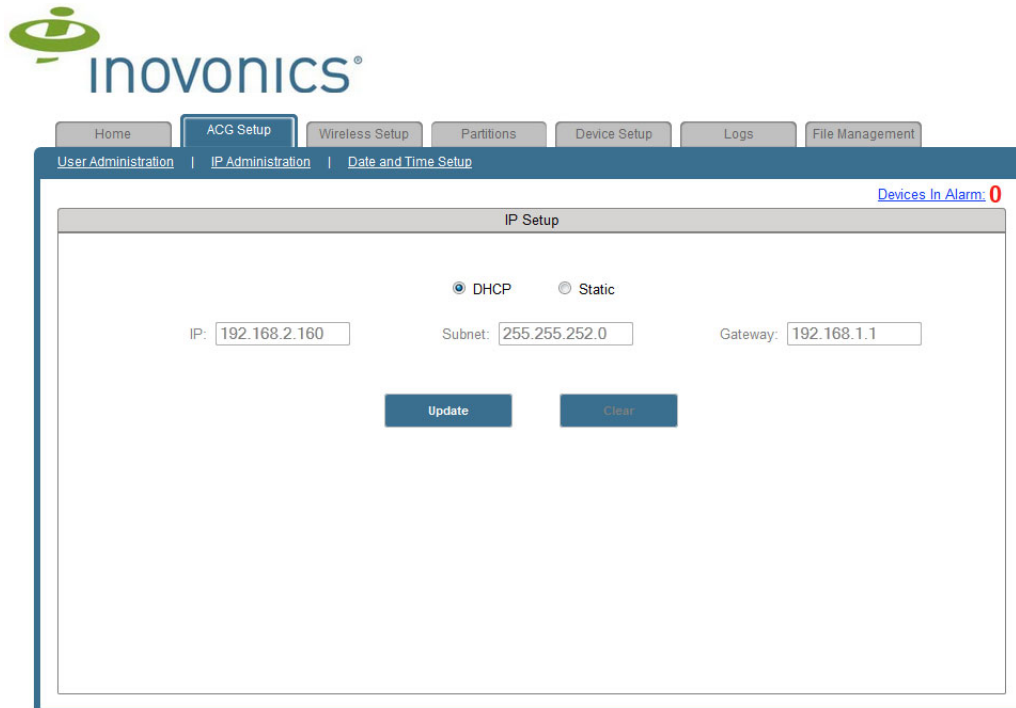 inovonics®
Home ACG Setup Wireless Setup Partitions Device Setup Logs File Management
User Administration | IP Administration | Date and Time Setup
Devices In Alarm: 0
IP Setup
DHCP Static
IP: 192.168.2.160 Subnet: 255.255.252.0 Gateway: 192.168.1.1
Update Clear